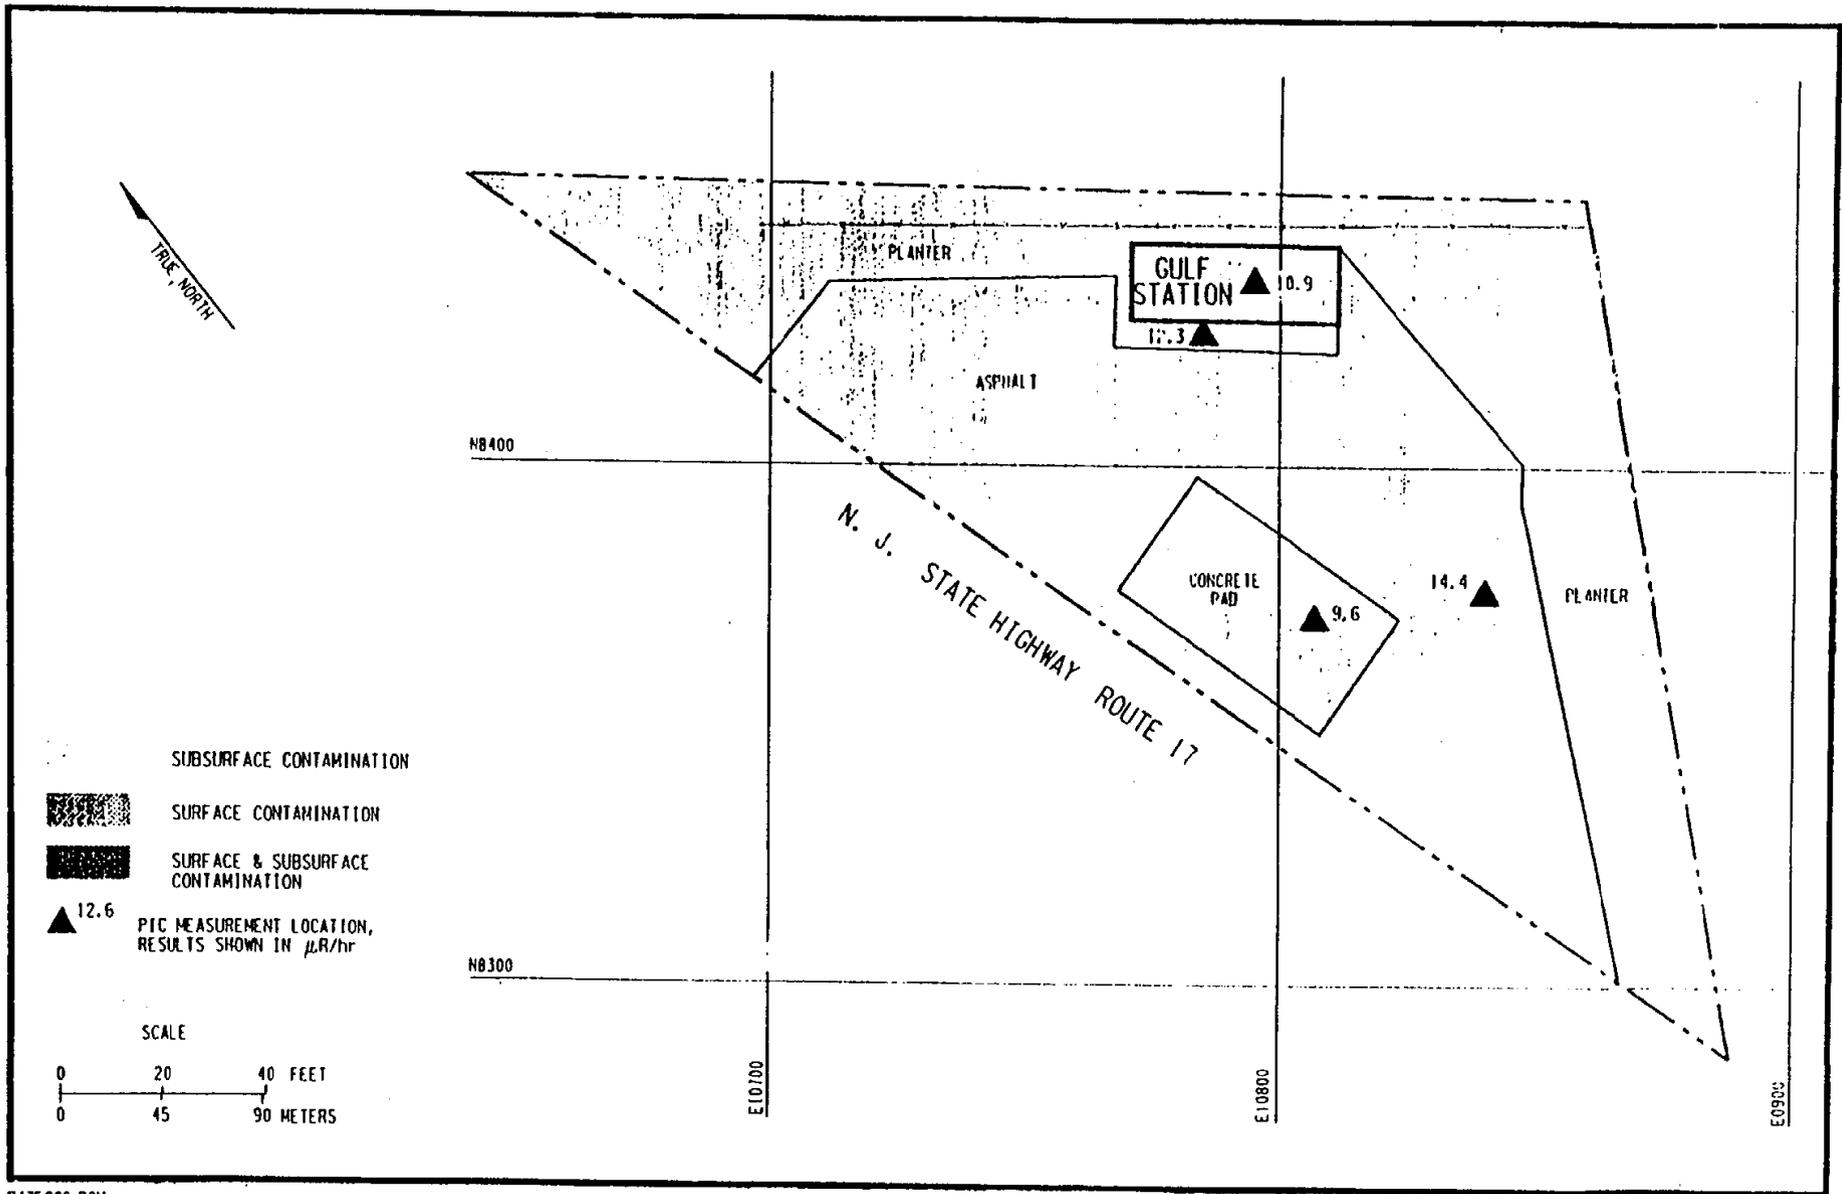 TRUE NORTH
PLANTER
GULF
STATION
10.9
ASPHALT
N8400
N. J. STATE HIGHWAY ROUTE 17
CONCRETE
PAD
9.6
14.4
PLANTER
SUBSURFACE CONTAMINATION
SURFACE CONTAMINATION
SURFACE & SUBSURFACE
CONTAMINATION
12.6
PIC MEASUREMENT LOCATION,
RESULTS SHOWN IN μR/hr
N8300
SCALE
0 20 40 FEET
0 45 90 METERS
E10700
E10800
E0900